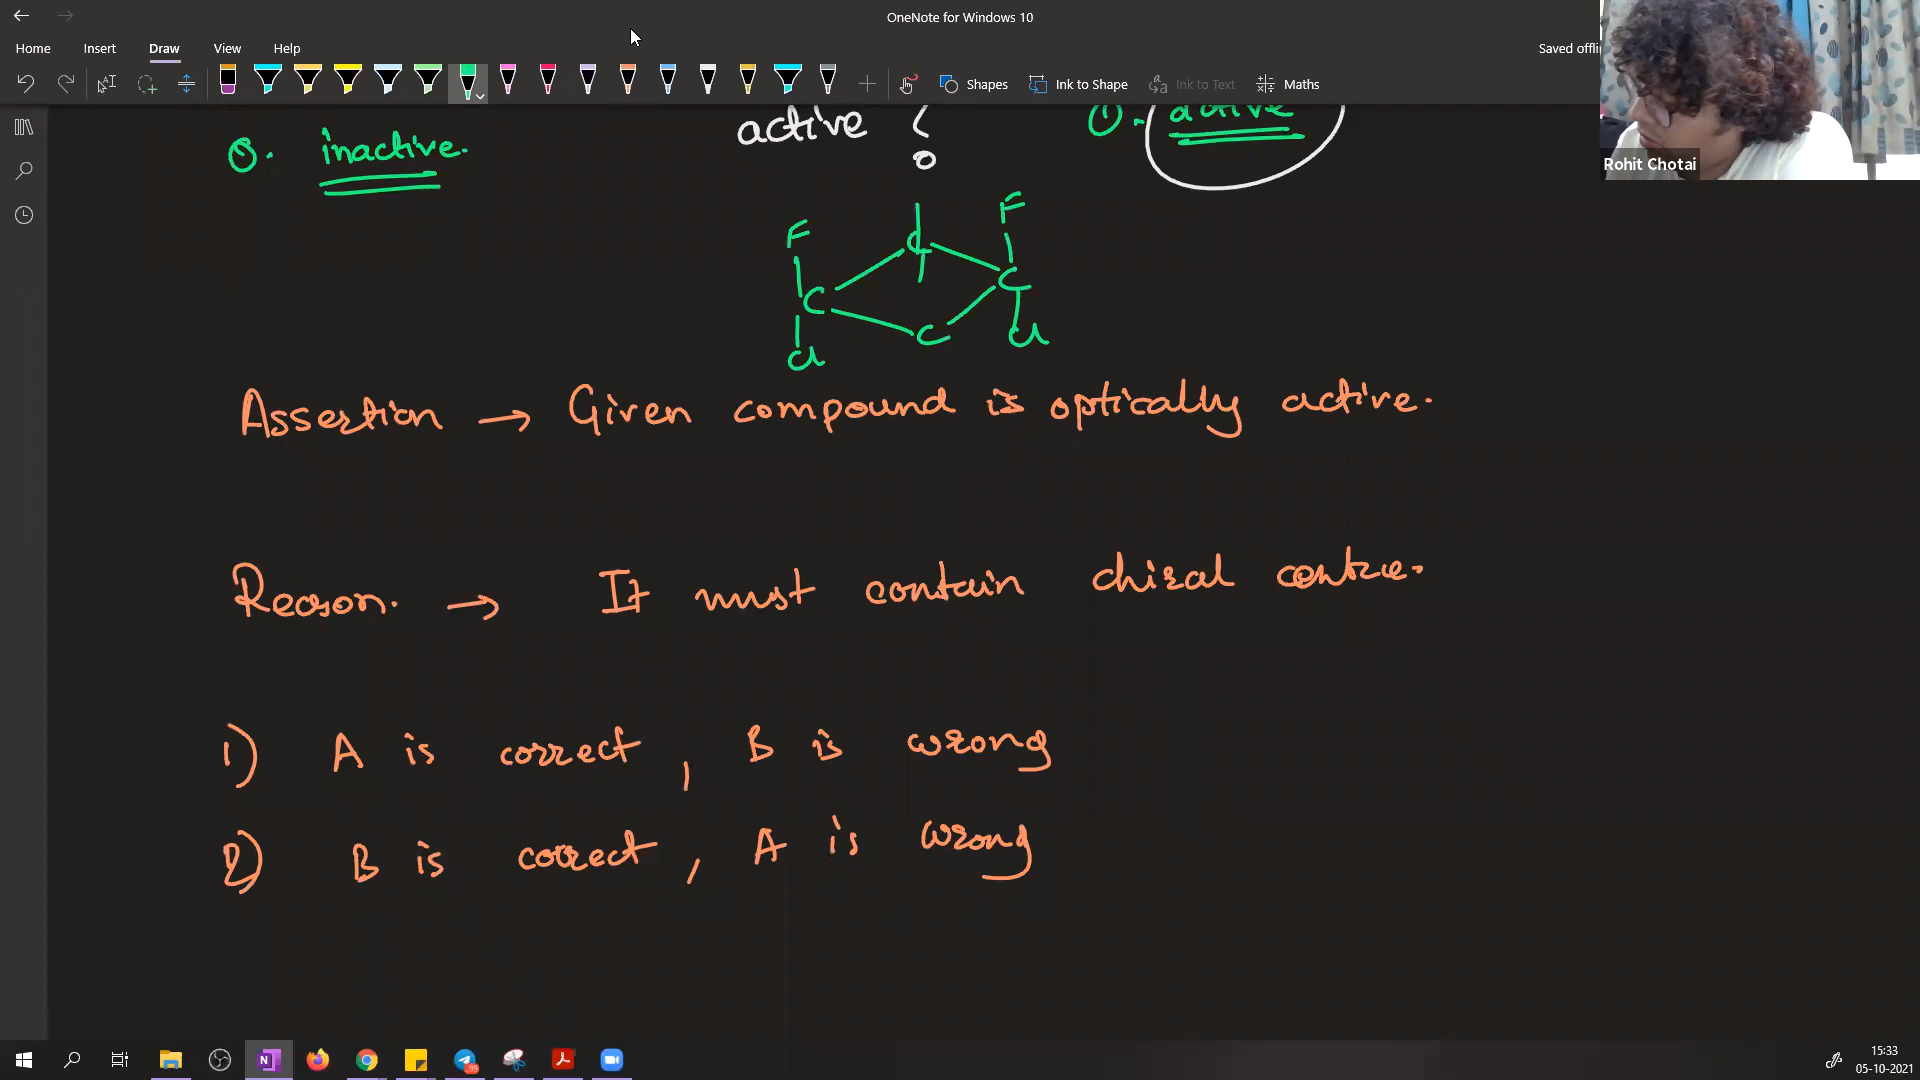 OneNote for Windows 10
Home Insert Draw View Help
Saved offli
Shapes Ink to Shape Ink to Text Maths
Rohit Chotai
inactive.
active ?
active
F F
C C C
Cl C Cl
Assertion → Given compound is optically active.
Reason. → It must contain chiral centre.
1) A is correct, B is wrong
2) B is correct, A is wrong
15:33
05-10-2021